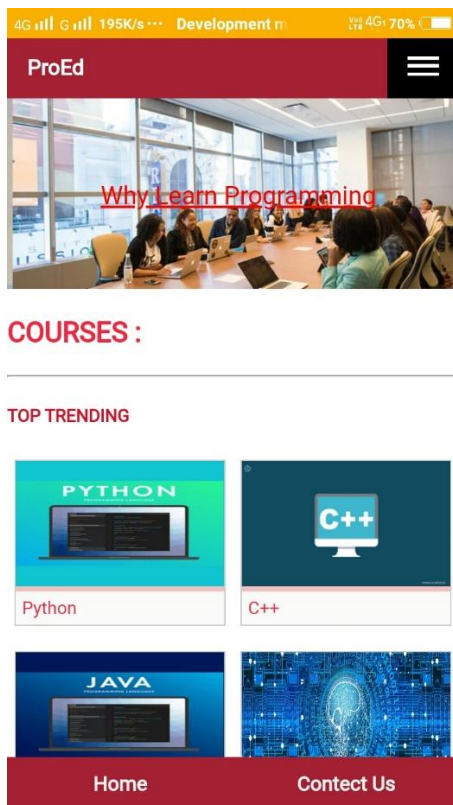 4G G 195K/s ··· Development m 4G 70%
ProEd
Why Learn Programming
COURSES :
TOP TRENDING
PYTHON
C++
Python
C++
JAVA
Home
Contect Us